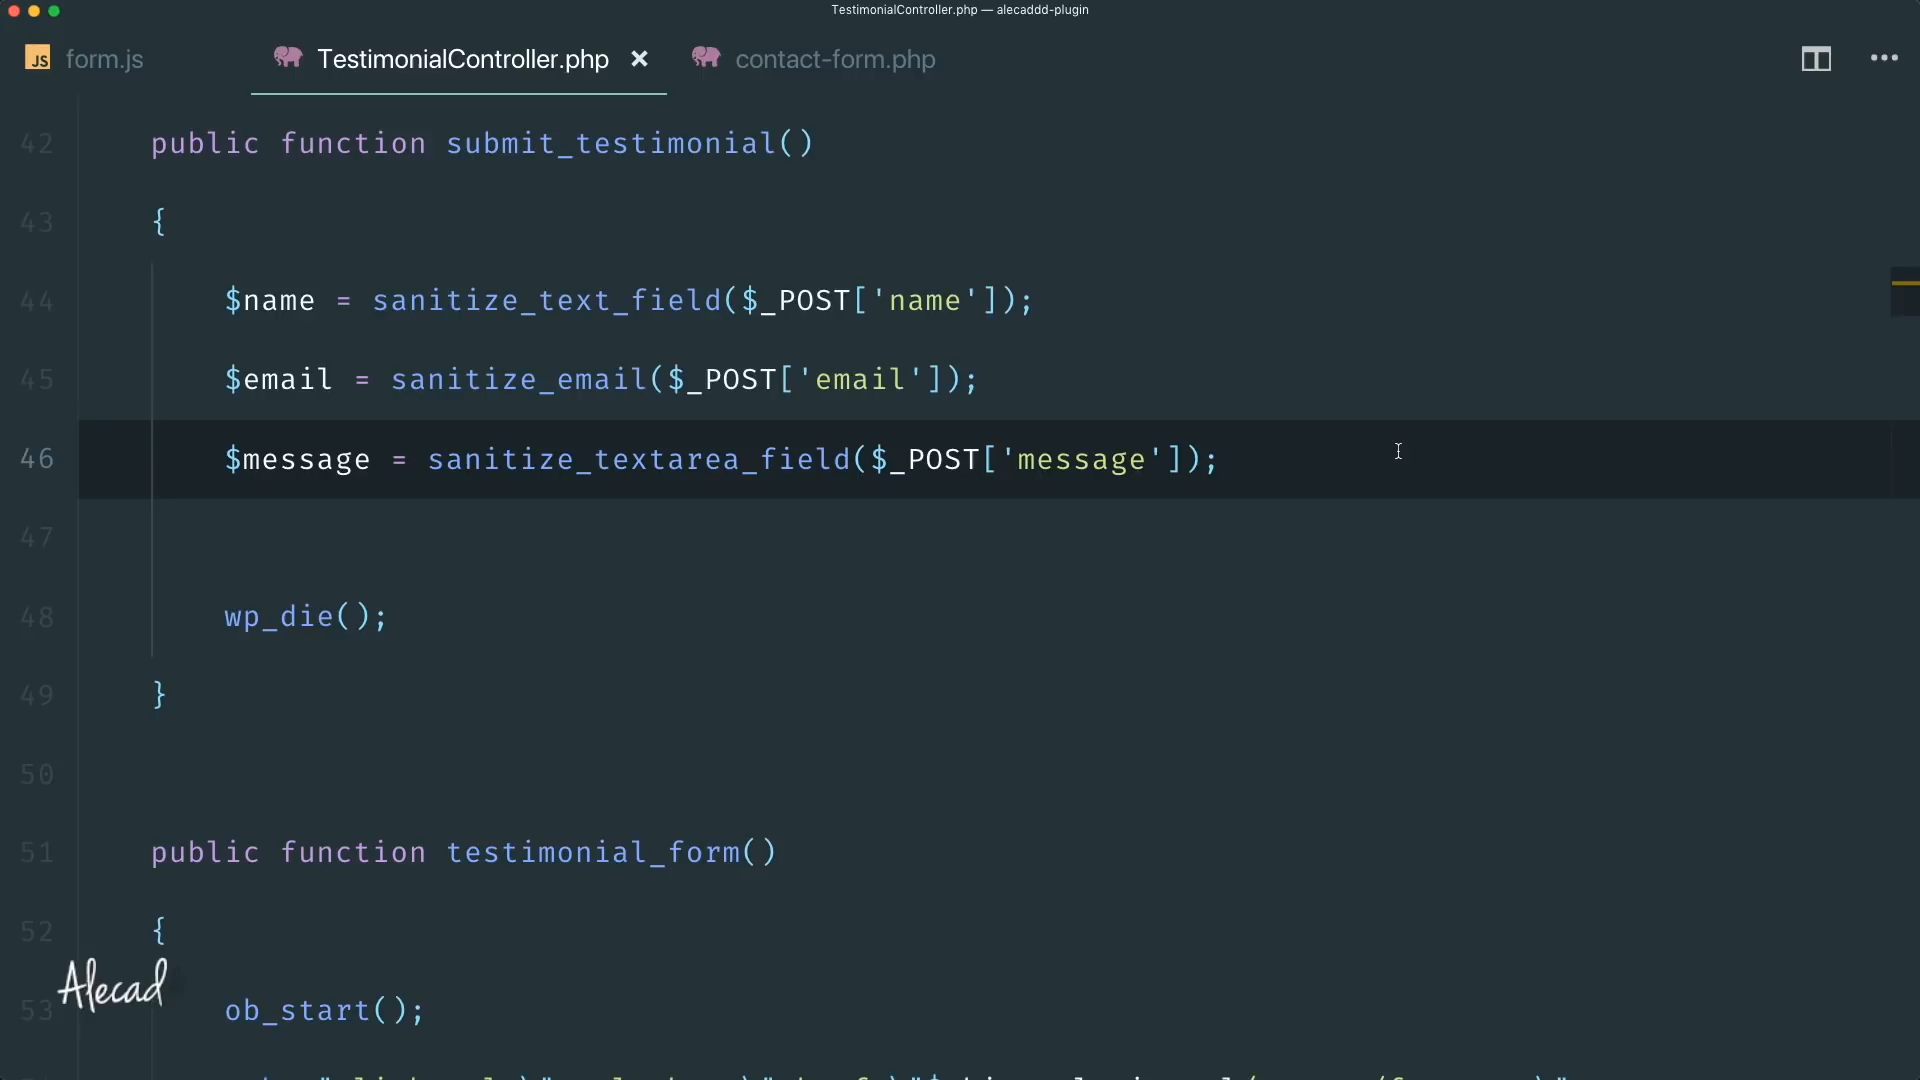 TestimonialController.php — alecaddd-plugin
JS form.js TestimonialController.php × contact-form.php
42 public function submit_testimonial()
43 {
44 $name = sanitize_text_field($_POST['name']);
45 $email = sanitize_email($_POST['email']);
46 $message = sanitize_textarea_field($_POST['message']);
47
48 wp_die();
49 }
50
51 public function testimonial_form()
52 {
Alecad
53 ob_start();